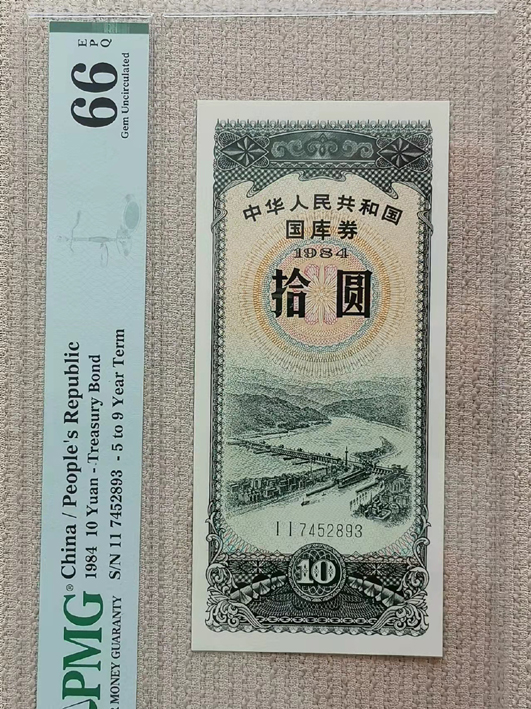 PMG®
MONEY GUARANTY
China / People's Republic
1984 10 Yuan - Treasury Bond
S/N II 7452893 - 5 to 9 Year Term
66
EPQ
Gem Uncirculated
中华人民共和国
国库券
1984
拾圆
II7452893
10